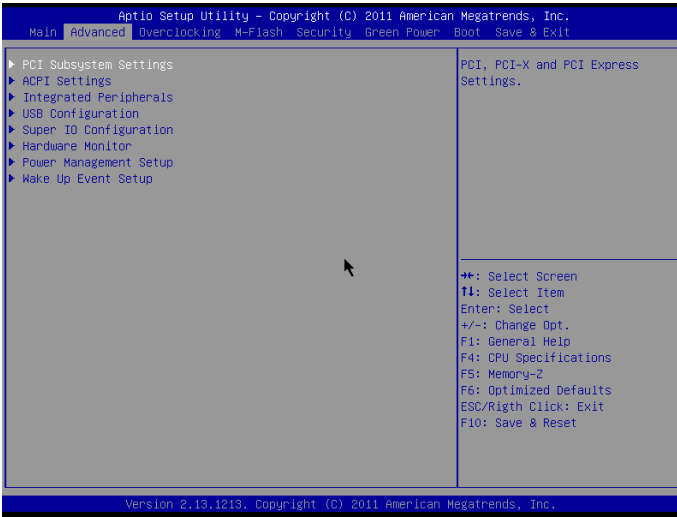 Aptio Setup Utility – Copyright (C) 2011 American Megatrends, Inc.
Main Advanced Overclocking M-Flash Security Green Power Boot Save & Exit
PCI Subsystem Settings
ACPI Settings
Integrated Peripherals
USB Configuration
Super IO Configuration
Hardware Monitor
Power Management Setup
Wake Up Event Setup
PCI, PCI-X and PCI Express
Settings.
→←: Select Screen
↑↓: Select Item
Enter: Select
+/-: Change Opt.
F1: General Help
F4: CPU Specifications
F5: Memory-Z
F6: Optimized Defaults
ESC/Rigth Click: Exit
F10: Save & Reset
Version 2.13.1213. Copyright (C) 2011 American Megatrends, Inc.